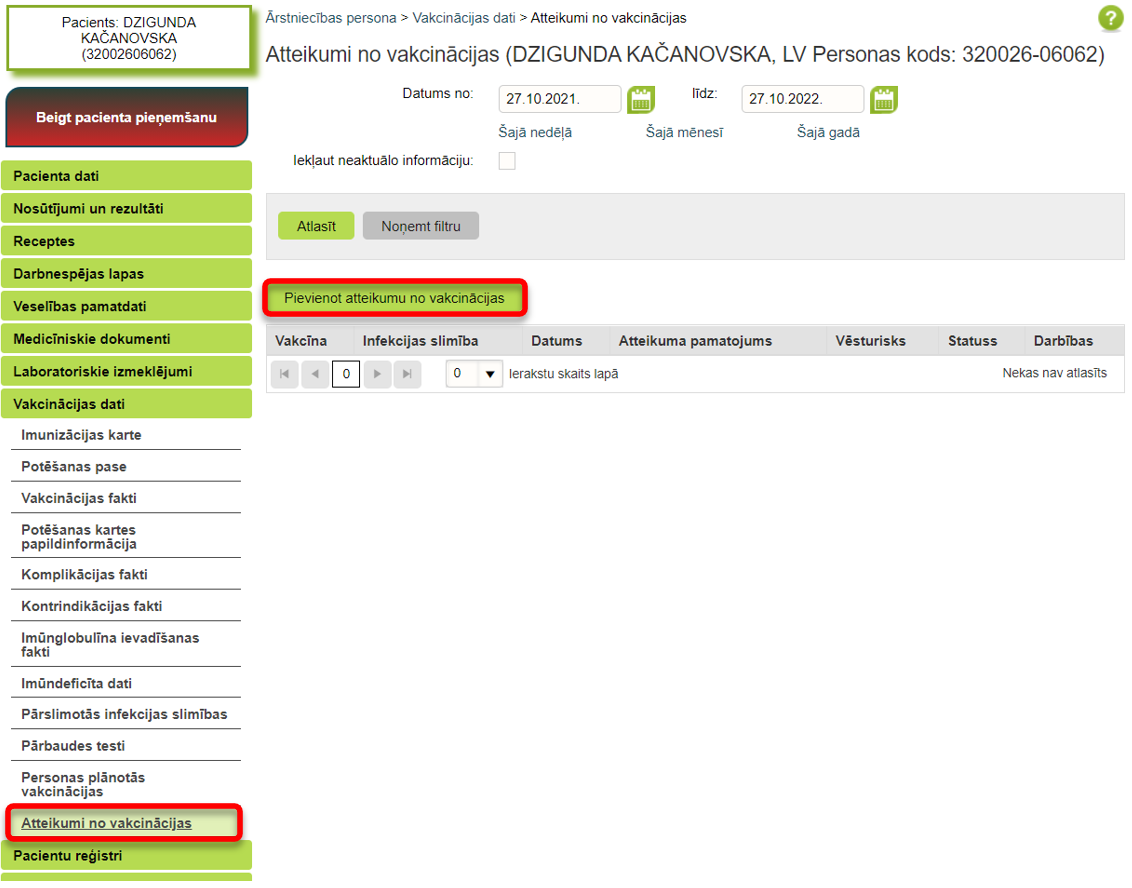 Pacients: DZIGUNDA
KAČANOVSKA
(32002606062)
Beigt pacienta pieņemšanu
Pacienta dati
Nosūtījumi un rezultāti
Receptes
Darbnespējas lapas
Veselības pamatdati
Medicīniskie dokumenti
Laboratoriskie izmeklējumi
Vakcinācijas dati
Imunizācijas karte
Potēšanas pase
Vakcinācijas fakti
Potēšanas kartes
papildinformācija
Komplikācijas fakti
Kontrindikācijas fakti
Imūnglobulīna ievadīšanas
fakti
Imūndeficīta dati
Pārslimotās infekcijas slimības
Pārbaudes testi
Personas plānotās
vakcinācijas
Atteikumi no vakcinācijas
Pacientu reģistri
Ārstniecības persona > Vakcinācijas dati > Atteikumi no vakcinācijas
?
Atteikumi no vakcinācijas (DZIGUNDA KAČANOVSKA, LV Personas kods: 320026-06062)
Datums no: 27.10.2021. līdz: 27.10.2022.
Šajā nedēļā Šajā mēnesī Šajā gadā
Iekļaut neaktuālo informāciju:
Atlasīt Noņemt filtru
Pievienot atteikumu no vakcinācijas
Vakcīna Infekcijas slimība Datums Atteikuma pamatojums Vēsturisks Statuss Darbības
0 0 Ierakstu skaits lapā Nekas nav atlasīts